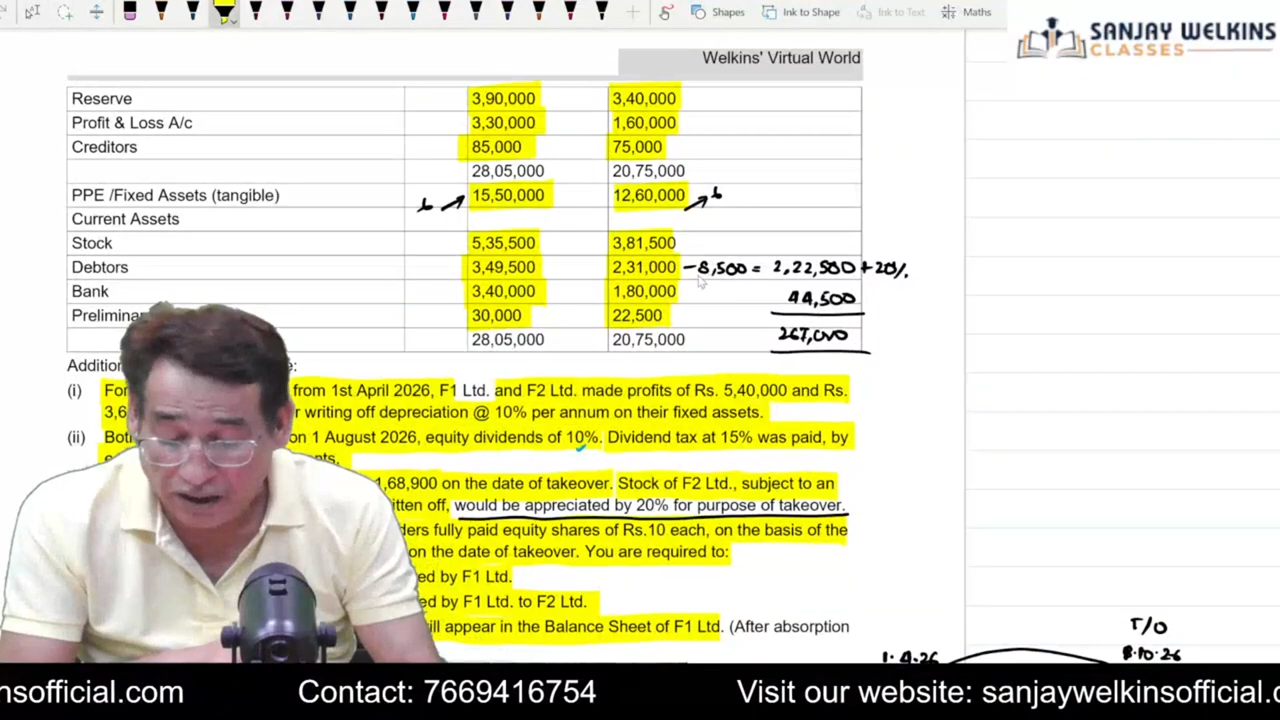 Shapes
Ink to Shape
Ink to Text
Maths
SANJAY WELKINS
CLASSES
Welkins' Virtual World
Reserve 3,90,000 3,40,000
Profit & Loss A/c 3,30,000 1,60,000
Creditors 85,000 75,000
28,05,000 20,75,000
PPE /Fixed Assets (tangible) 15,50,000 12,60,000
Current Assets
Stock 5,35,500 3,81,500
Debtors 3,49,500 2,31,000 -8,500 = 2,22,500 +20%
Bank 3,40,000 1,80,000 44,500
30,000 22,500
28,05,000 20,75,000 267,000
(i) from 1st April 2026, F1 Ltd. and F2 Ltd. made profits of Rs. 5,40,000 and Rs.
writing off depreciation @ 10% per annum on their fixed assets.
(ii) on 1 August 2026, equity dividends of 10%. Dividend tax at 15% was paid, by
1,68,900 on the date of takeover. Stock of F2 Ltd., subject to an
off, would be appreciated by 20% for purpose of takeover.
fully paid equity shares of Rs.10 each, on the basis of the
on the date of takeover. You are required to:
by F1 Ltd.
by F1 Ltd. to F2 Ltd.
appear in the Balance Sheet of F1 Ltd. (After absorption
T/O
1.4.26
Contact: 7669416754 Visit our website: sanjaywelkinsofficial.c